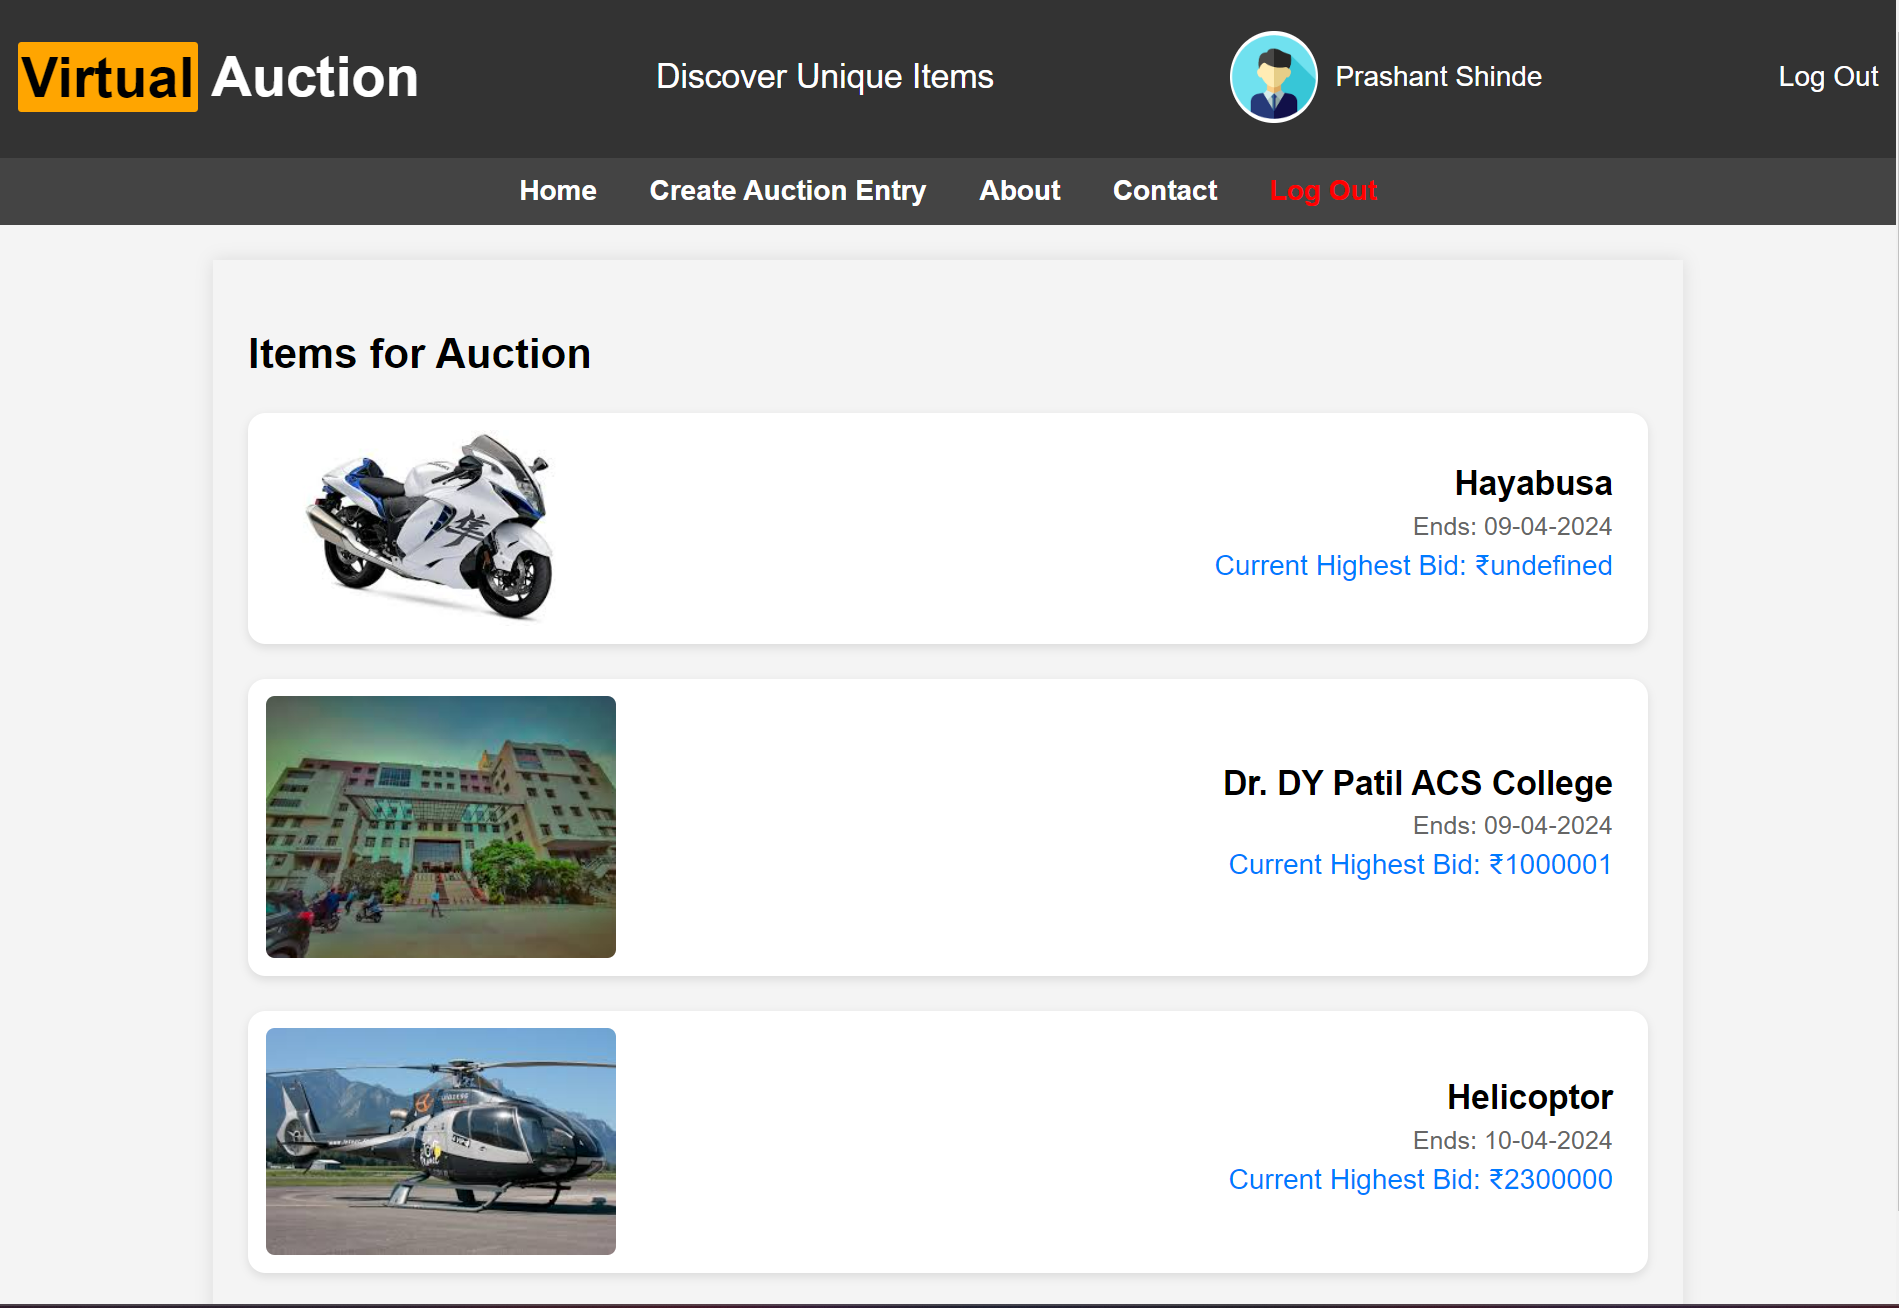 Virtual Auction
Discover Unique Items
Prashant Shinde
Log Out
Home
Create Auction Entry
About
Contact
Log Out
Items for Auction
隼
Hayabusa
Ends: 09-04-2024
Current Highest Bid: ₹undefined
Dr. DY Patil ACS College
Ends: 09-04-2024
Current Highest Bid: ₹1000001
Helicoptor
Ends: 10-04-2024
Current Highest Bid: ₹2300000